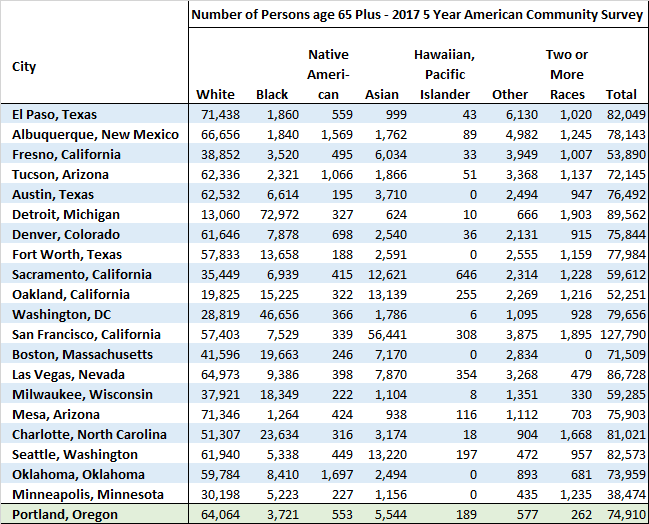 Number of Persons age 65 Plus - 2017 5 Year American Community Survey
City White Black Native Ameri-can Asian Hawaiian, Pacific Islander Other Two or More Races Total
El Paso, Texas 71,438 1,860 559 999 43 6,130 1,020 82,049
Albuquerque, New Mexico 66,656 1,840 1,569 1,762 89 4,982 1,245 78,143
Fresno, California 38,852 3,520 495 6,034 33 3,949 1,007 53,890
Tucson, Arizona 62,336 2,321 1,066 1,866 51 3,368 1,137 72,145
Austin, Texas 62,532 6,614 195 3,710 0 2,494 947 76,492
Detroit, Michigan 13,060 72,972 327 624 10 666 1,903 89,562
Denver, Colorado 61,646 7,878 698 2,540 36 2,131 915 75,844
Fort Worth, Texas 57,833 13,658 188 2,591 0 2,555 1,159 77,984
Sacramento, California 35,449 6,939 415 12,621 646 2,314 1,228 59,612
Oakland, California 19,825 15,225 322 13,139 255 2,269 1,216 52,251
Washington, DC 28,819 46,656 366 1,786 6 1,095 928 79,656
San Francisco, California 57,403 7,529 339 56,441 308 3,875 1,895 127,790
Boston, Massachusetts 41,596 19,663 246 7,170 0 2,834 0 71,509
Las Vegas, Nevada 64,973 9,386 398 7,870 354 3,268 479 86,728
Milwaukee, Wisconsin 37,921 18,349 222 1,104 8 1,351 330 59,285
Mesa, Arizona 71,346 1,264 424 938 116 1,112 703 75,903
Charlotte, North Carolina 51,307 23,634 316 3,174 18 904 1,668 81,021
Seattle, Washington 61,940 5,338 449 13,220 197 472 957 82,573
Oklahoma, Oklahoma 59,784 8,410 1,697 2,494 0 893 681 73,959
Minneapolis, Minnesota 30,198 5,223 227 1,156 0 435 1,235 38,474
Portland, Oregon 64,064 3,721 553 5,544 189 577 262 74,910